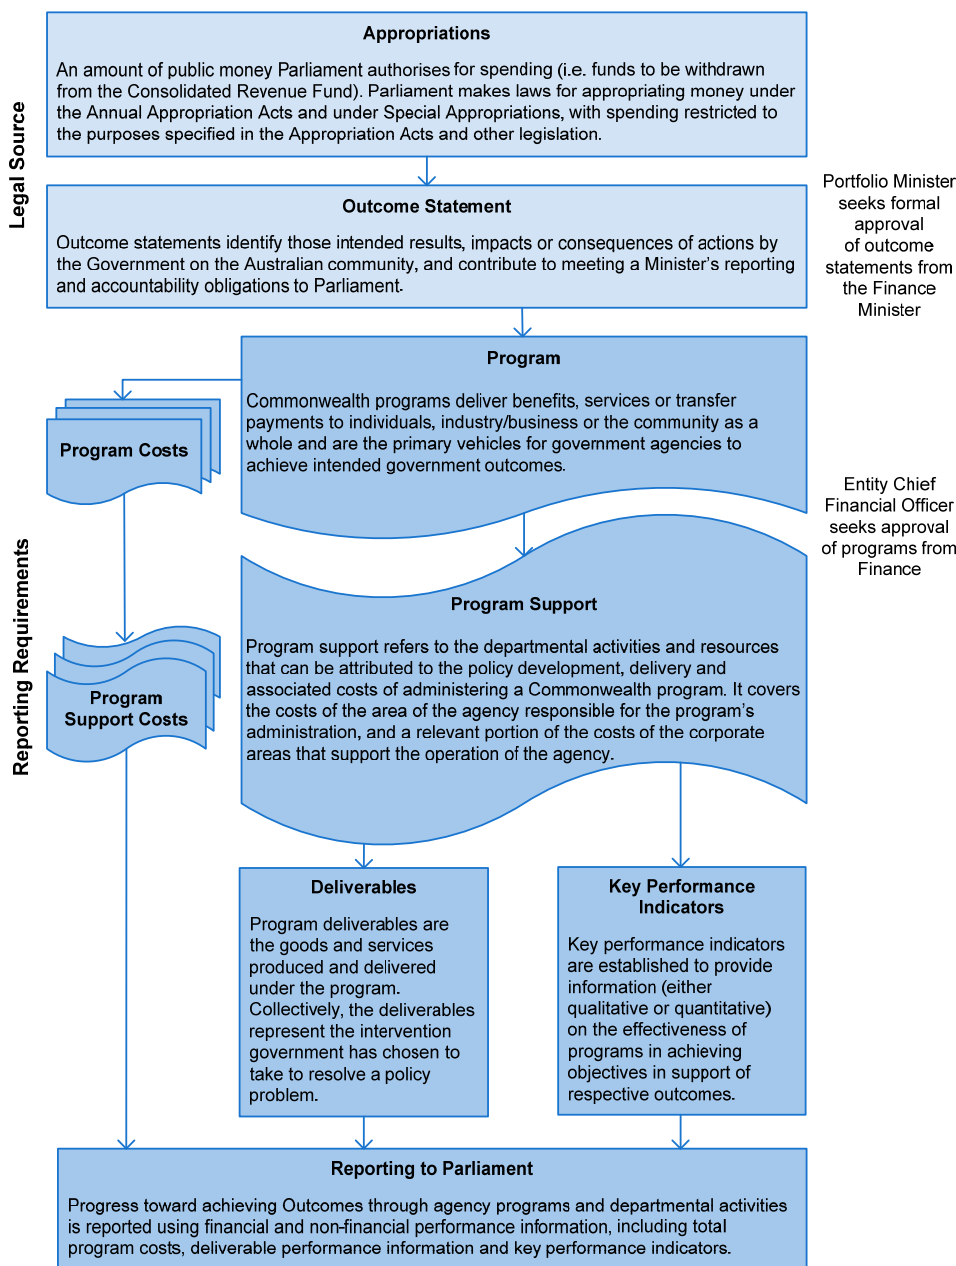 Appropriations
An amount of public money Parliament authorises for spending (i.e. funds to be withdrawn
from the Consolidated Revenue Fund). Parliament makes laws for appropriating money under
the Annual Appropriation Acts and under Special Appropriations, with spending restricted to
the purposes specified in the Appropriation Acts and other legislation.
Legal Source
Outcome Statement
Outcome statements identify those intended results, impacts or consequences of actions by
the Government on the Australian community, and contribute to meeting a Minister's reporting
and accountability obligations to Parliament.
Portfolio Minister
seeks formal
approval
of outcome
statements from
the Finance
Minister
Program
Commonwealth programs deliver benefits, services or transfer
payments to individuals, industry/business or the community as a
whole and are the primary vehicles for government agencies to
achieve intended government outcomes.
Program Costs
Entity Chief
Financial Officer
seeks approval
of programs from
Finance
Reporting Requirements
Program Support
Program support refers to the departmental activities and resources
that can be attributed to the policy development, delivery and
associated costs of administering a Commonwealth program. It covers
the costs of the area of the agency responsible for the program's
administration, and a relevant portion of the costs of the corporate
areas that support the operation of the agency.
Program
Support Costs
Deliverables
Program deliverables are
the goods and services
produced and delivered
under the program.
Collectively, the deliverables
represent the intervention
government has chosen to
take to resolve a policy
problem.
Key Performance
Indicators
Key performance indicators
are established to provide
information (either
qualitative or quantitative)
on the effectiveness of
programs in achieving
objectives in support of
respective outcomes.
Reporting to Parliament
Progress toward achieving Outcomes through agency programs and departmental activities
is reported using financial and non-financial performance information, including total
program costs, deliverable performance information and key performance indicators.